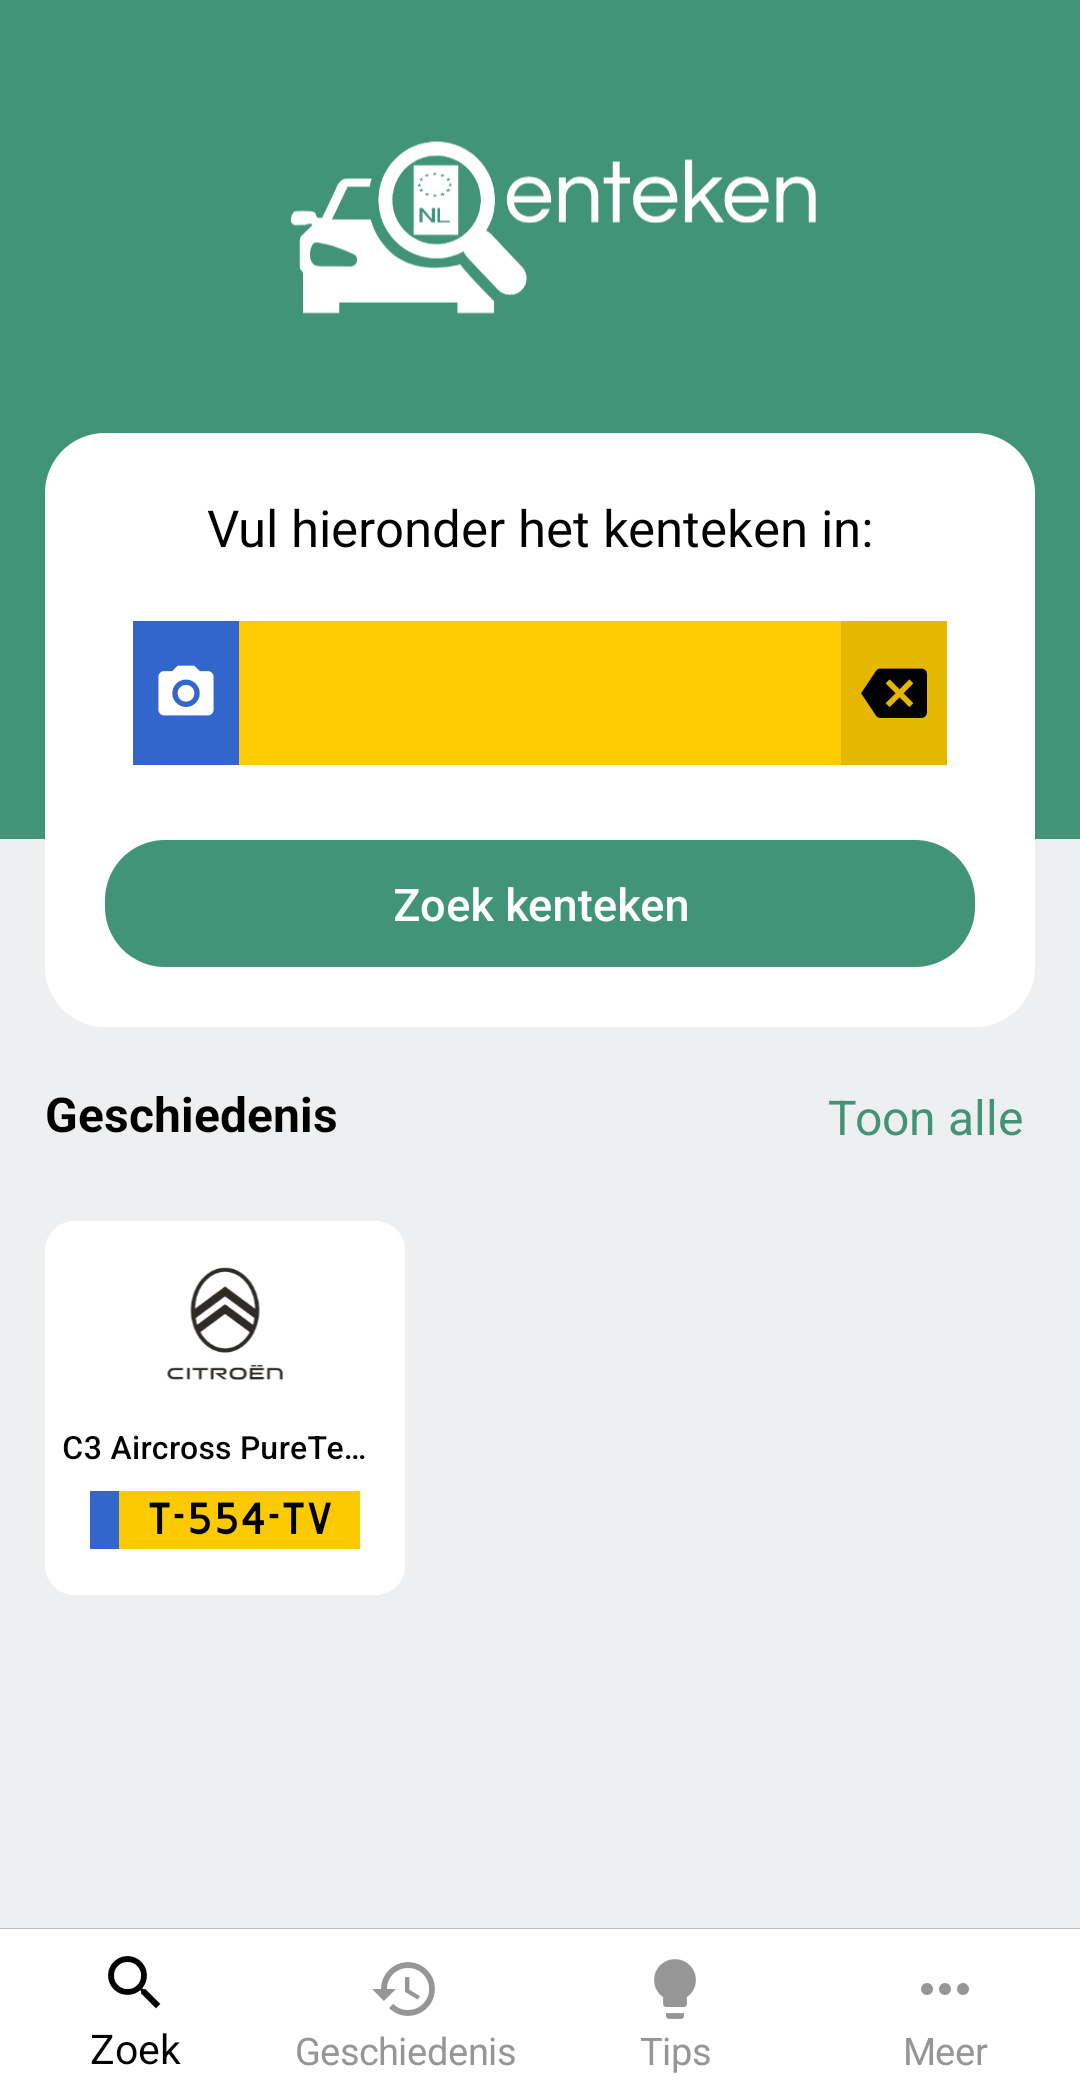 NL
enteken
Vul hieronder het kenteken in:
Zoek kenteken
Geschiedenis
Toon alle
CITROËN
C3 Aircross PureTe...
T-554-TV
Zoek
Geschiedenis
Tips
Meer